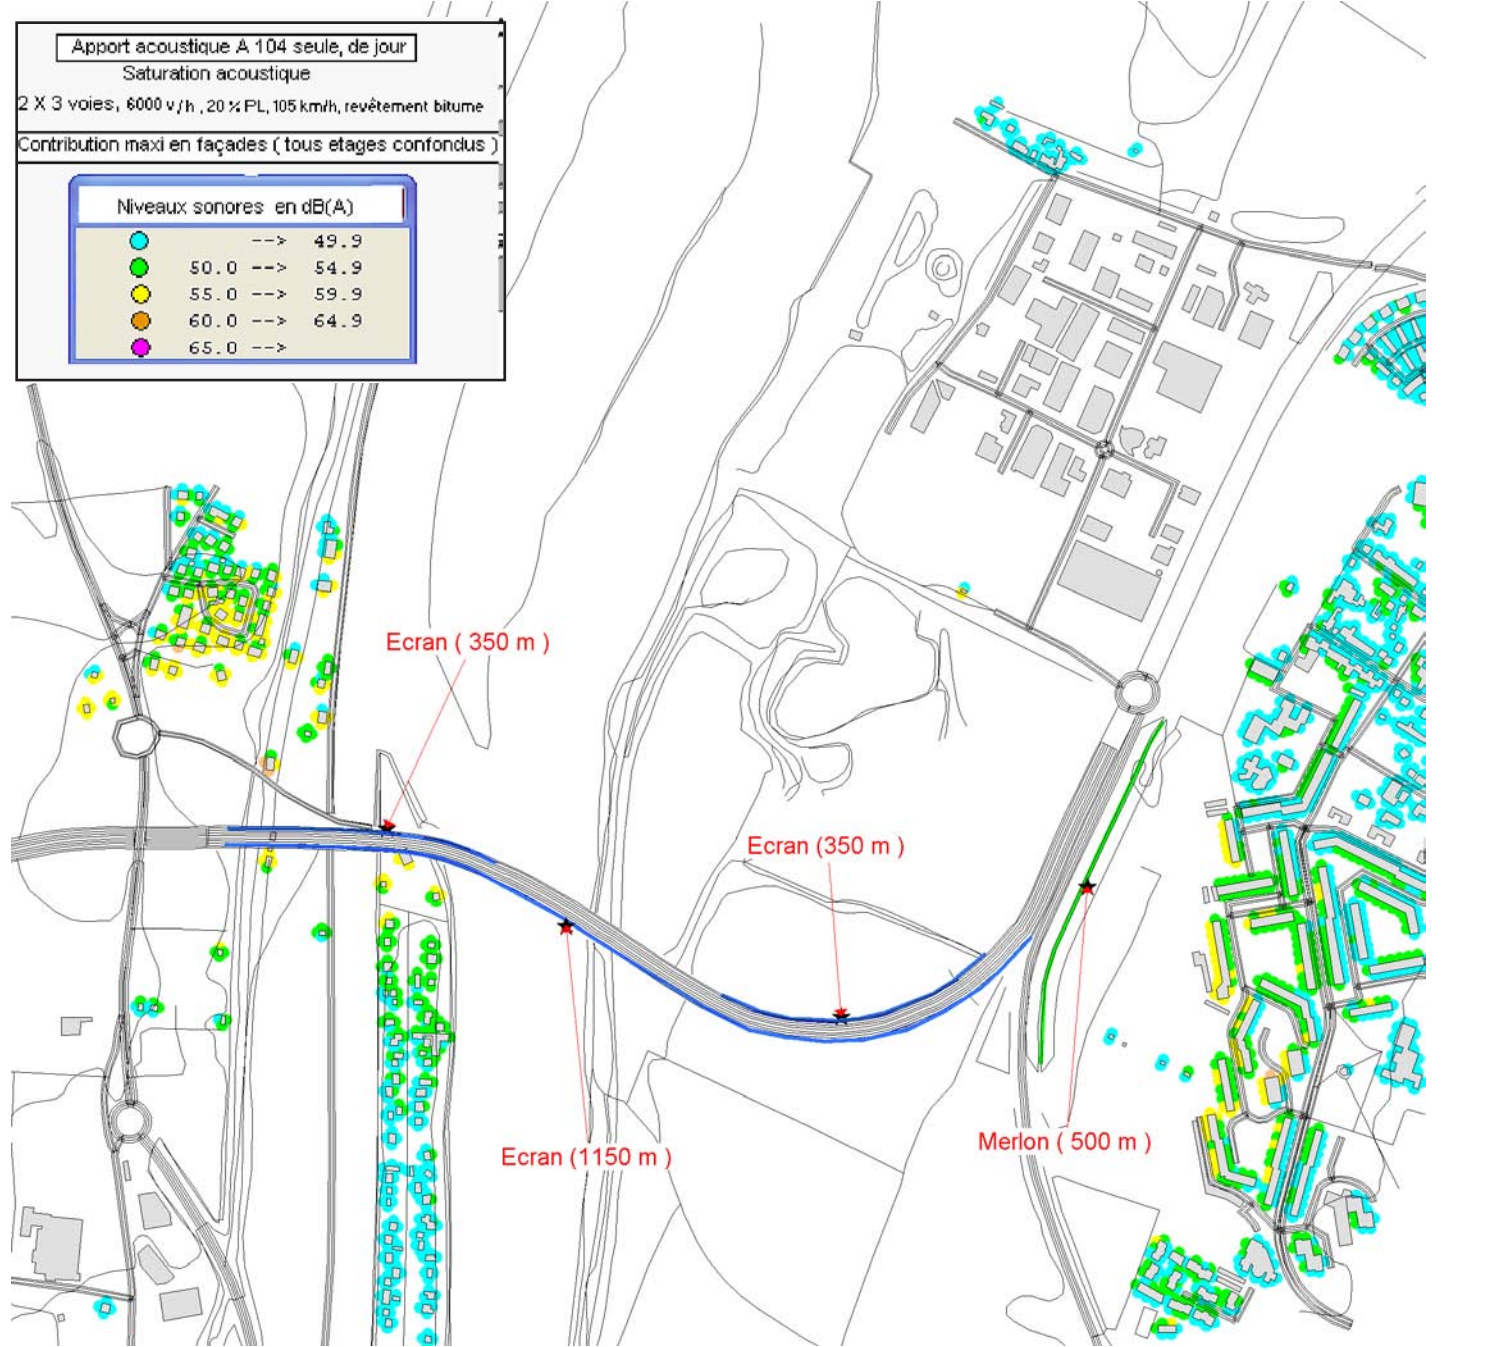 Apport acoustique A 104 seule, de jour
Saturation acoustique
2 X 3 voies, 6000 v/h , 20 % PL, 105 km/h, revêtement bitume
Contribution maxi en façades ( tous etages confondus )
Niveaux sonores en dB(A)
--> 49.9
50.0 --> 54.9
55.0 --> 59.9
60.0 --> 64.9
65.0 -->
Ecran ( 350 m )
Ecran (350 m )
Ecran (1150 m )
Merlon ( 500 m )